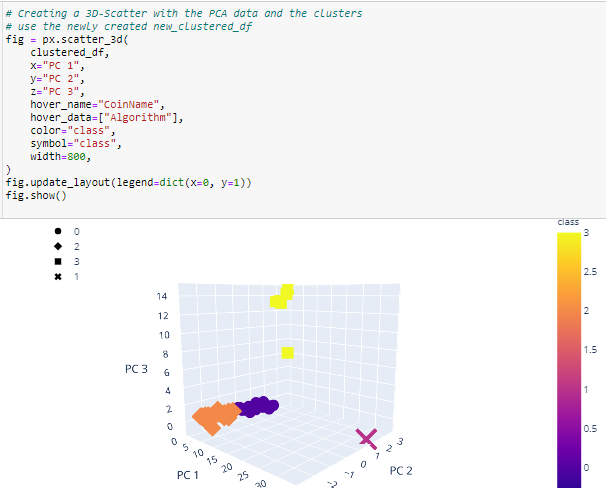 # Creating a 3D-Scatter with the PCA data and the clusters
# use the newly created new_clustered_df
fig = px.scatter_3d(
    clustered_df,
    x="PC 1",
    y="PC 2",
    z="PC 3",
    hover_name="CoinName",
    hover_data=["Algorithm"],
    color="class",
    symbol="class",
    width=800,
)
fig.update_layout(legend=dict(x=0, y=1))
fig.show()
class
0
2
3
1
3
2.5
2
1.5
1
0.5
0
14
12
10
8
6
4
2
0
PC 3
0
5
10
15
20
25
30
PC 1
3
2
1
0
−1
−2
PC 2